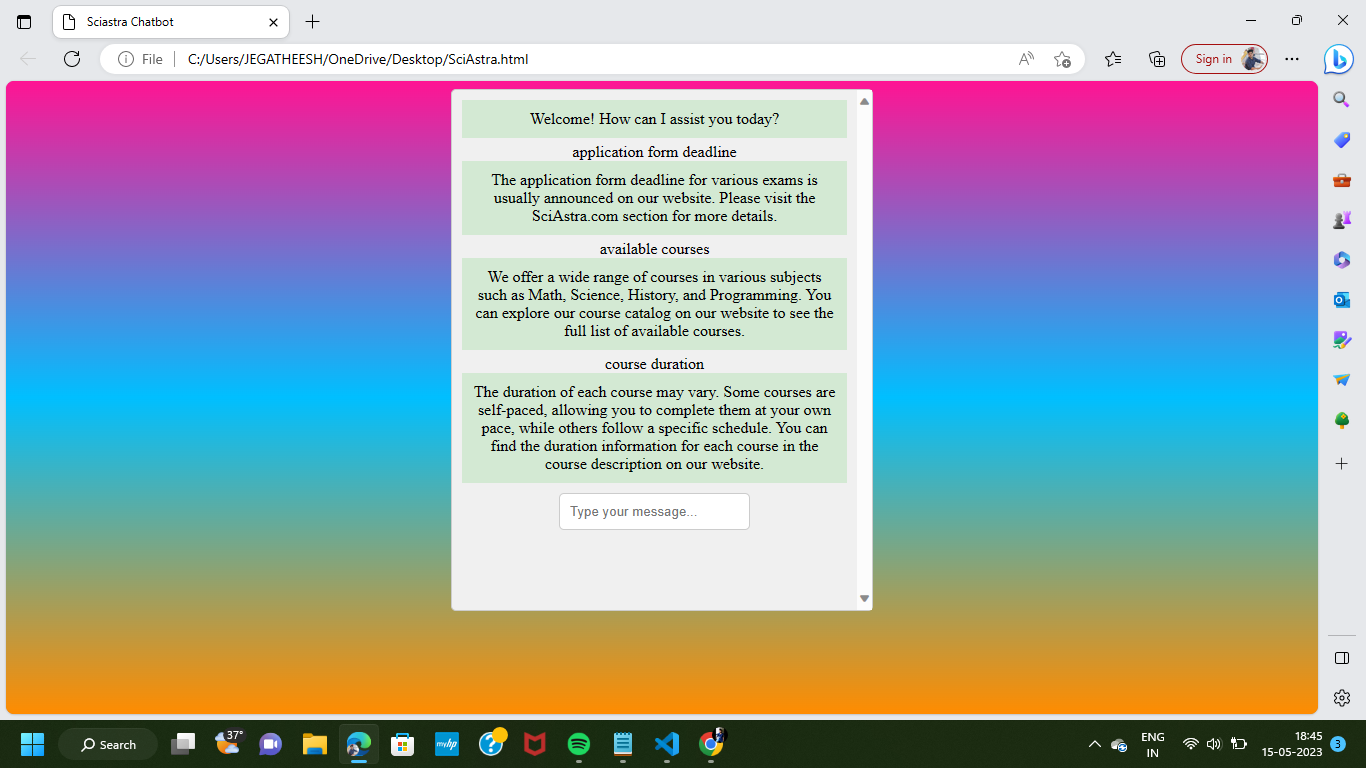 Sciastra Chatbot
File
C:/Users/JEGATHEESH/OneDrive/Desktop/SciAstra.html
Sign in
Welcome! How can I assist you today?
application form deadline
The application form deadline for various exams is
usually announced on our website. Please visit the
SciAstra.com section for more details.
available courses
We offer a wide range of courses in various subjects
such as Math, Science, History, and Programming. You
can explore our course catalog on our website to see the
full list of available courses.
course duration
The duration of each course may vary. Some courses are
self-paced, allowing you to complete them at your own
pace, while others follow a specific schedule. You can
find the duration information for each course in the
course description on our website.
Type your message...
Search
37°
myhp
ENG
IN
18:45
15-05-2023
3